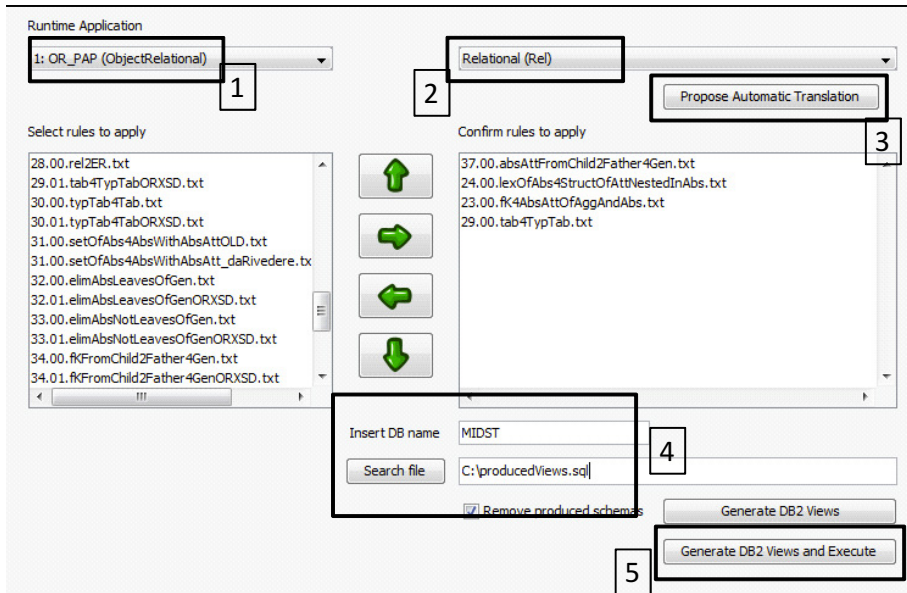 Runtime Application
1: OR_PAP (ObjectRelational)
Relational (Rel)
1
2
Propose Automatic Translation
3
Select rules to apply
Confirm rules to apply
28.00.rel2ER.txt
29.01.tab4TypTabORXSD.txt
30.00.typTab4Tab.txt
30.01.typTab4TabORXSD.txt
31.00.setOfAbs4AbsWithAbsAttOLD.txt
31.00.setOfAbs4AbsWithAbsAtt_daRivedere.tx
32.00.elimAbsLeavesOfGen.txt
32.01.elimAbsLeavesOfGenORXSD.txt
33.00.elimAbsNotLeavesOfGen.txt
33.01.elimAbsNotLeavesOfGenORXSD.txt
34.00.fKFromChild2Father4Gen.txt
34.01.fKFromChild2Father4GenORXSD.txt
37.00.absAttFromChild2Father4Gen.txt
24.00.lexOfAbs4StructOfAttNestedInAbs.txt
23.00.fK4AbsAttOfAggAndAbs.txt
29.00.tab4TypTab.txt
Insert DB name
MIDST
4
Search file
C:\producedViews.sql
Remove produced schemas
Generate DB2 Views
Generate DB2 Views and Execute
5